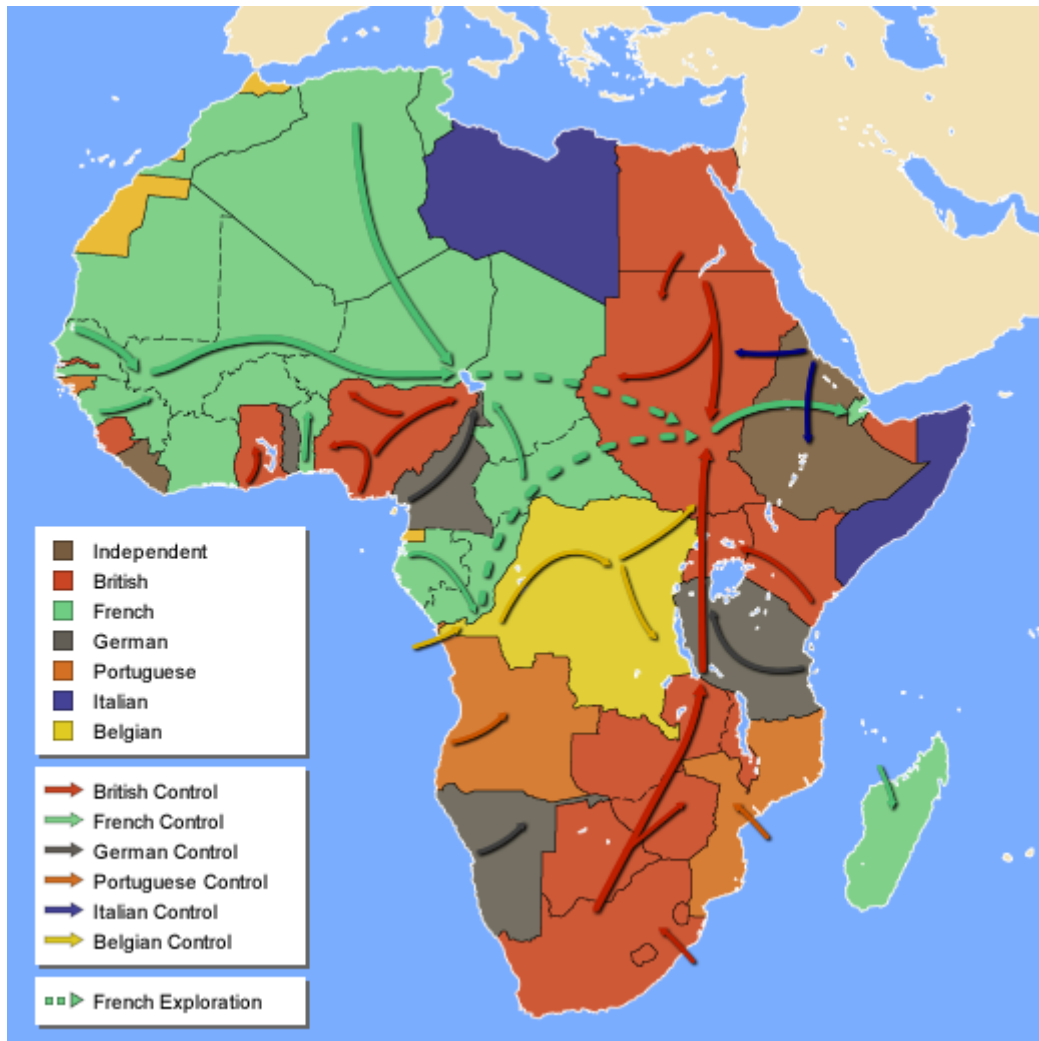 Independent
British
French
German
Portuguese
Italian
Belgian
British Control
French Control
German Control
Portuguese Control
Italian Control
Belgian Control
French Exploration